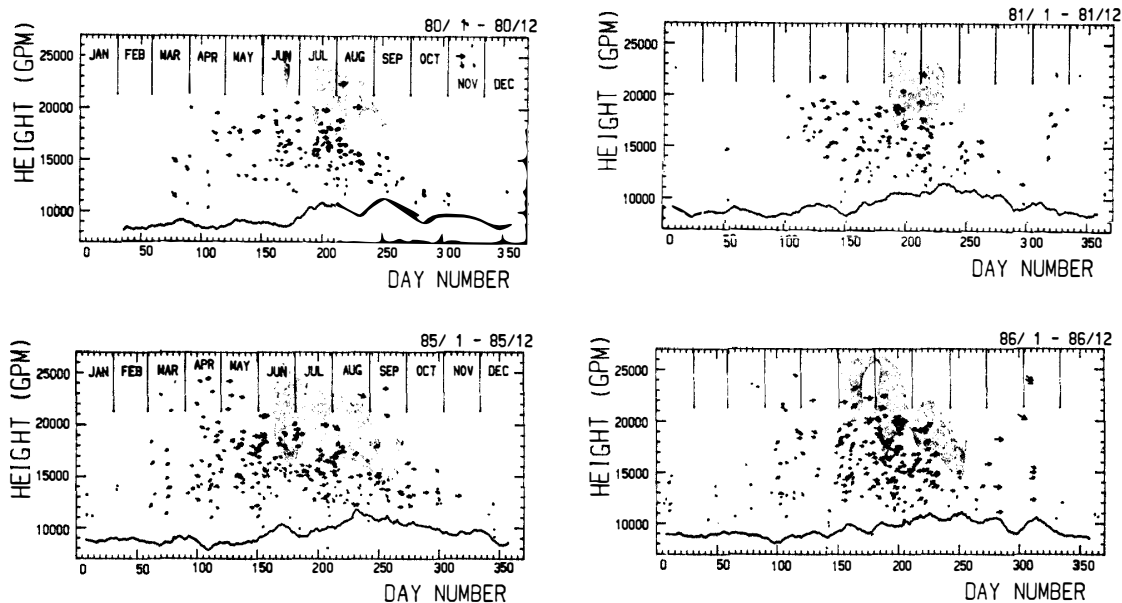 80/ 1 - 80/12
HEIGHT (GPM)
25000
20000
15000
10000
JAN FEB MAR APR MAY JUN JUL AUG SEP OCT NOV DEC
0 50 100 150 200 250 300 350
DAY NUMBER
81/ 1 - 81/12
HEIGHT (GPM)
25000
20000
15000
10000
0 50 100 150 200 250 300 350
DAY NUMBER
85/ 1 - 85/12
HEIGHT (GPM)
25000
20000
15000
10000
JAN FEB MAR APR MAY JUN JUL AUG SEP OCT NOV DEC
0 50 100 150 200 250 300 350
DAY NUMBER
86/ 1 - 86/12
HEIGHT (GPM)
25000
20000
15000
10000
0 50 100 150 200 250 300 350
DAY NUMBER